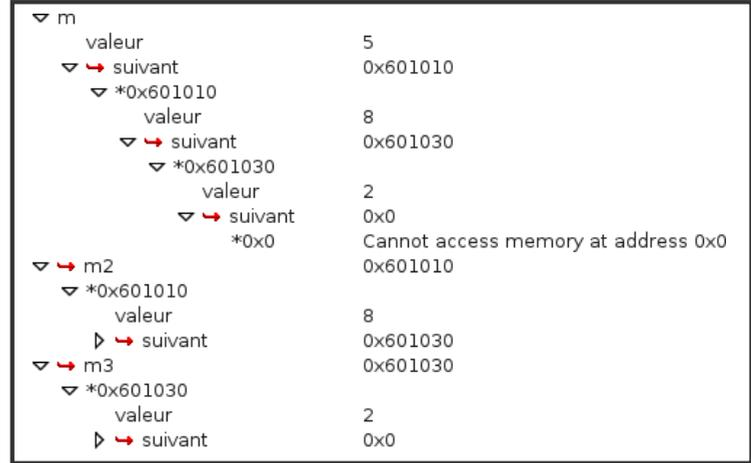 m
valeur 5
suivant 0x601010
*0x601010
valeur 8
suivant 0x601030
*0x601030
valeur 2
suivant 0x0
*0x0 Cannot access memory at address 0x0
m2 0x601010
*0x601010
valeur 8
suivant 0x601030
m3 0x601030
*0x601030
valeur 2
suivant 0x0